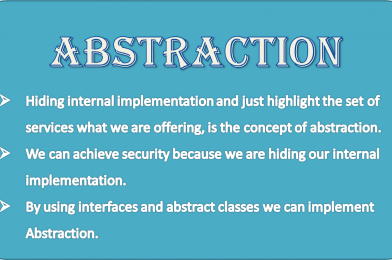 ABSTRACTION
Hiding internal implementation and just highlight the set of
services what we are offering, is the concept of abstraction.
We can achieve security because we are hiding our internal
implementation.
By using interfaces and abstract classes we can implement
Abstraction.